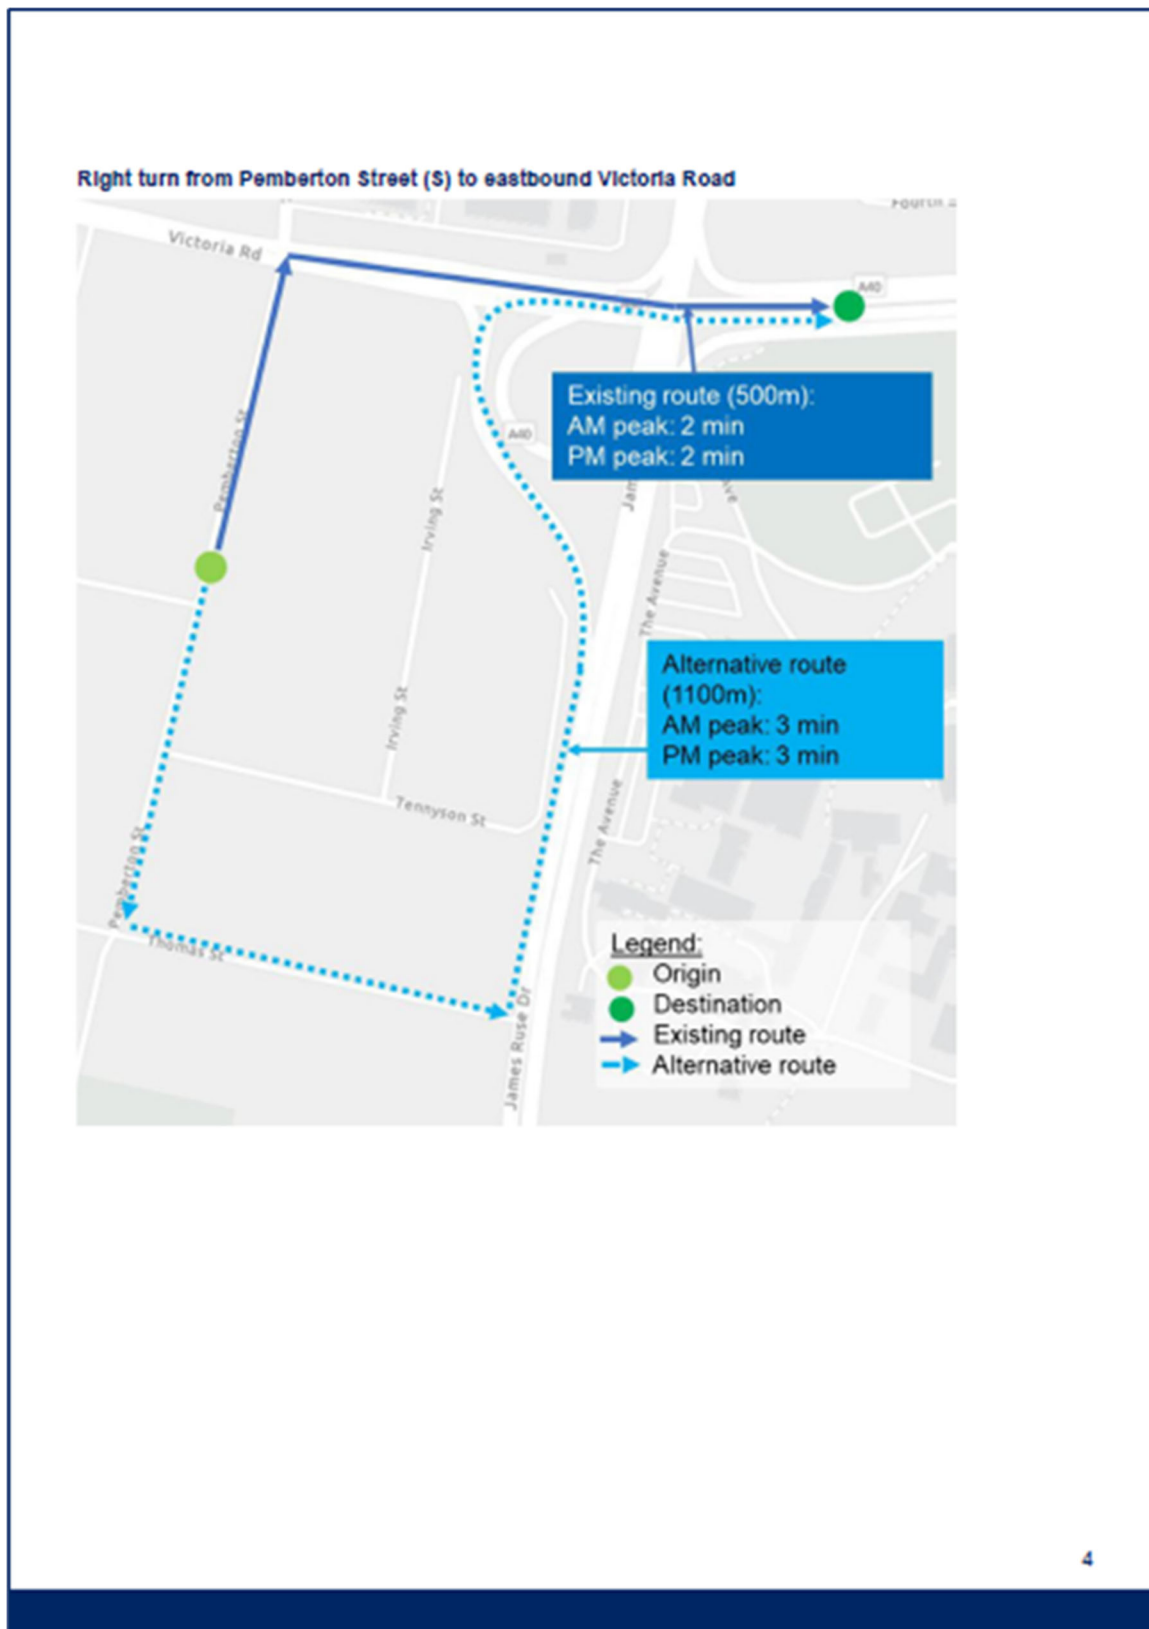 Right turn from Pemberton Street (S) to eastbound Victoria Road
Victoria Rd
A40
Existing route (500m):
AM peak: 2 min
PM peak: 2 min
Pemberton St
A40
Irving St
Ave
The Avenue
Alternative route
(1100m):
AM peak: 3 min
PM peak: 3 min
Irving St
Tennyson St
The Avenue
Pemberton St
Thomas St
James Ruse Dr
Legend:
Origin
Destination
Existing route
Alternative route
4